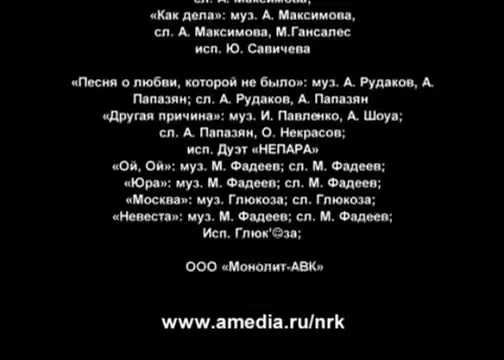 сл. А. Максимова;
«Как дела»: муз. А. Максимова,
сл. А. Максимова, М.Гансалес
исп. Ю. Савичева
«Песня о любви, которой не было»: муз. А. Рудаков, А.
Папазян; сл. А. Рудаков, А. Папазян
«Другая причина»: муз. И. Павленко, А. Шоуа;
сл. А. Папазян, О. Некрасов;
исп. Дуэт «НЕПАРА»
«Ой, Ой»: муз. М. Фадеев; сл. М. Фадеев;
«Юра»: муз. М. Фадеев; сл. М. Фадеев;
«Москва»: муз. Глюкоза; сл. Глюкоза;
«Невеста»: муз. М. Фадеев; сл. М. Фадеев;
Исп. Глюк'☺за;
ООО «Монолит-АВК»
www.amedia.ru/nrk